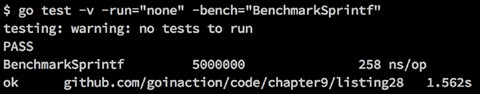 $ go test -v -run="none" -bench="BenchmarkSprintf"
testing: warning: no tests to run
PASS
BenchmarkSprintf 5000000 258 ns/op
ok github.com/goinaction/code/chapter9/listing28 1.562s